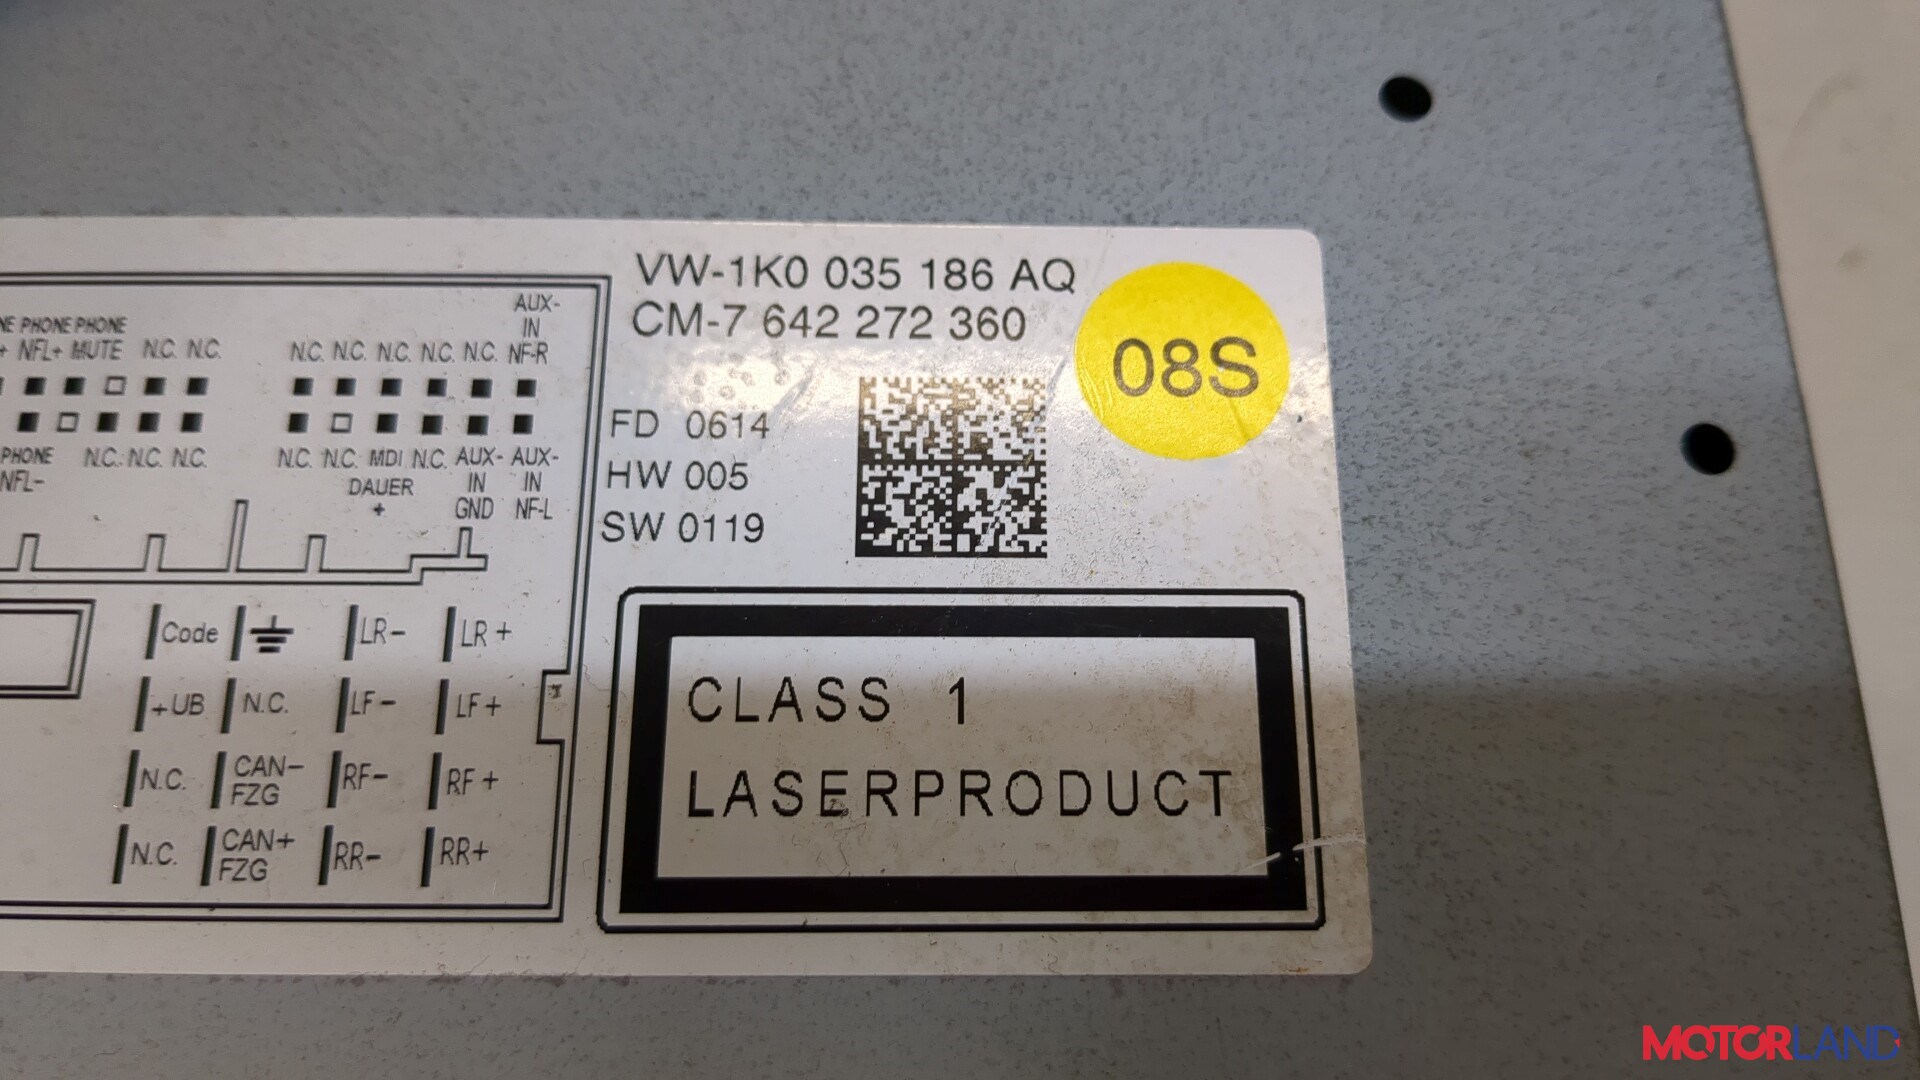 VW-1K0 035 186 AQ
CM-7 642 272 360
08S
FD 0614
HW 005
SW 0119
PHONE PHONE
+ NFL+ MUTE N.C. N.C.
AUX-
IN
N.C. N.C. N.C. N.C. N.C. NF-R
PHONE N.C. N.C. N.C.
NFL-
N.C. N.C. MDI N.C. AUX- AUX-
DAUER IN IN
+ GND NF-L
Code LR- LR+
+UB N.C. LF- LF+
N.C. CAN- RF- RF+
FZG
N.C. CAN+ RR- RR+
FZG
CLASS 1
LASERPRODUCT
MOTORLAND